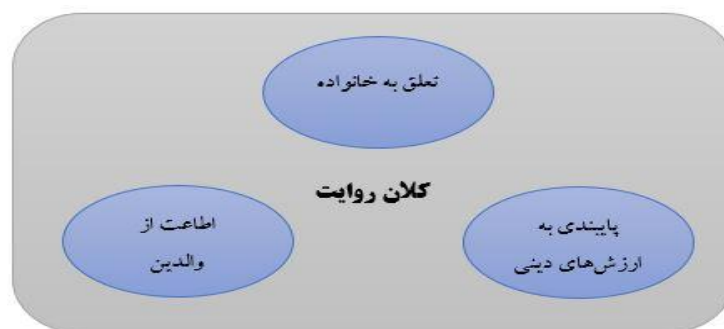 تعلق به خانواده
کلان روایت
پایبندی به
ارزش‌های دینی
اطاعت از
والدین